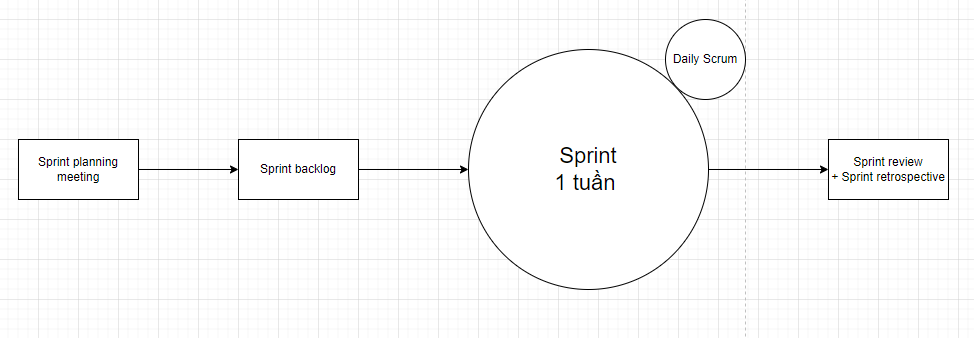 Daily Scrum
Sprint planning
meeting
Sprint backlog
Sprint
1 tuần
Sprint review
+ Sprint retrospective